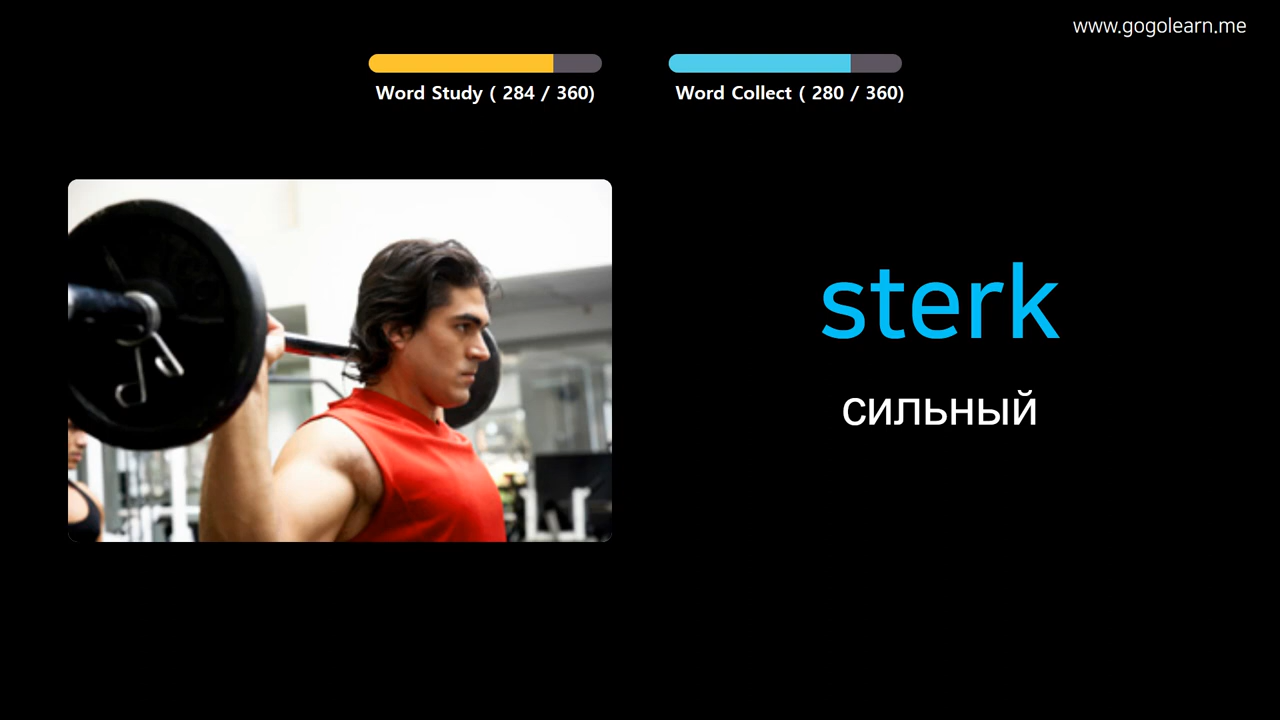 www.gogolearn.me
Word Study ( 284 / 360)
Word Collect ( 280 / 360)
sterk
сильный